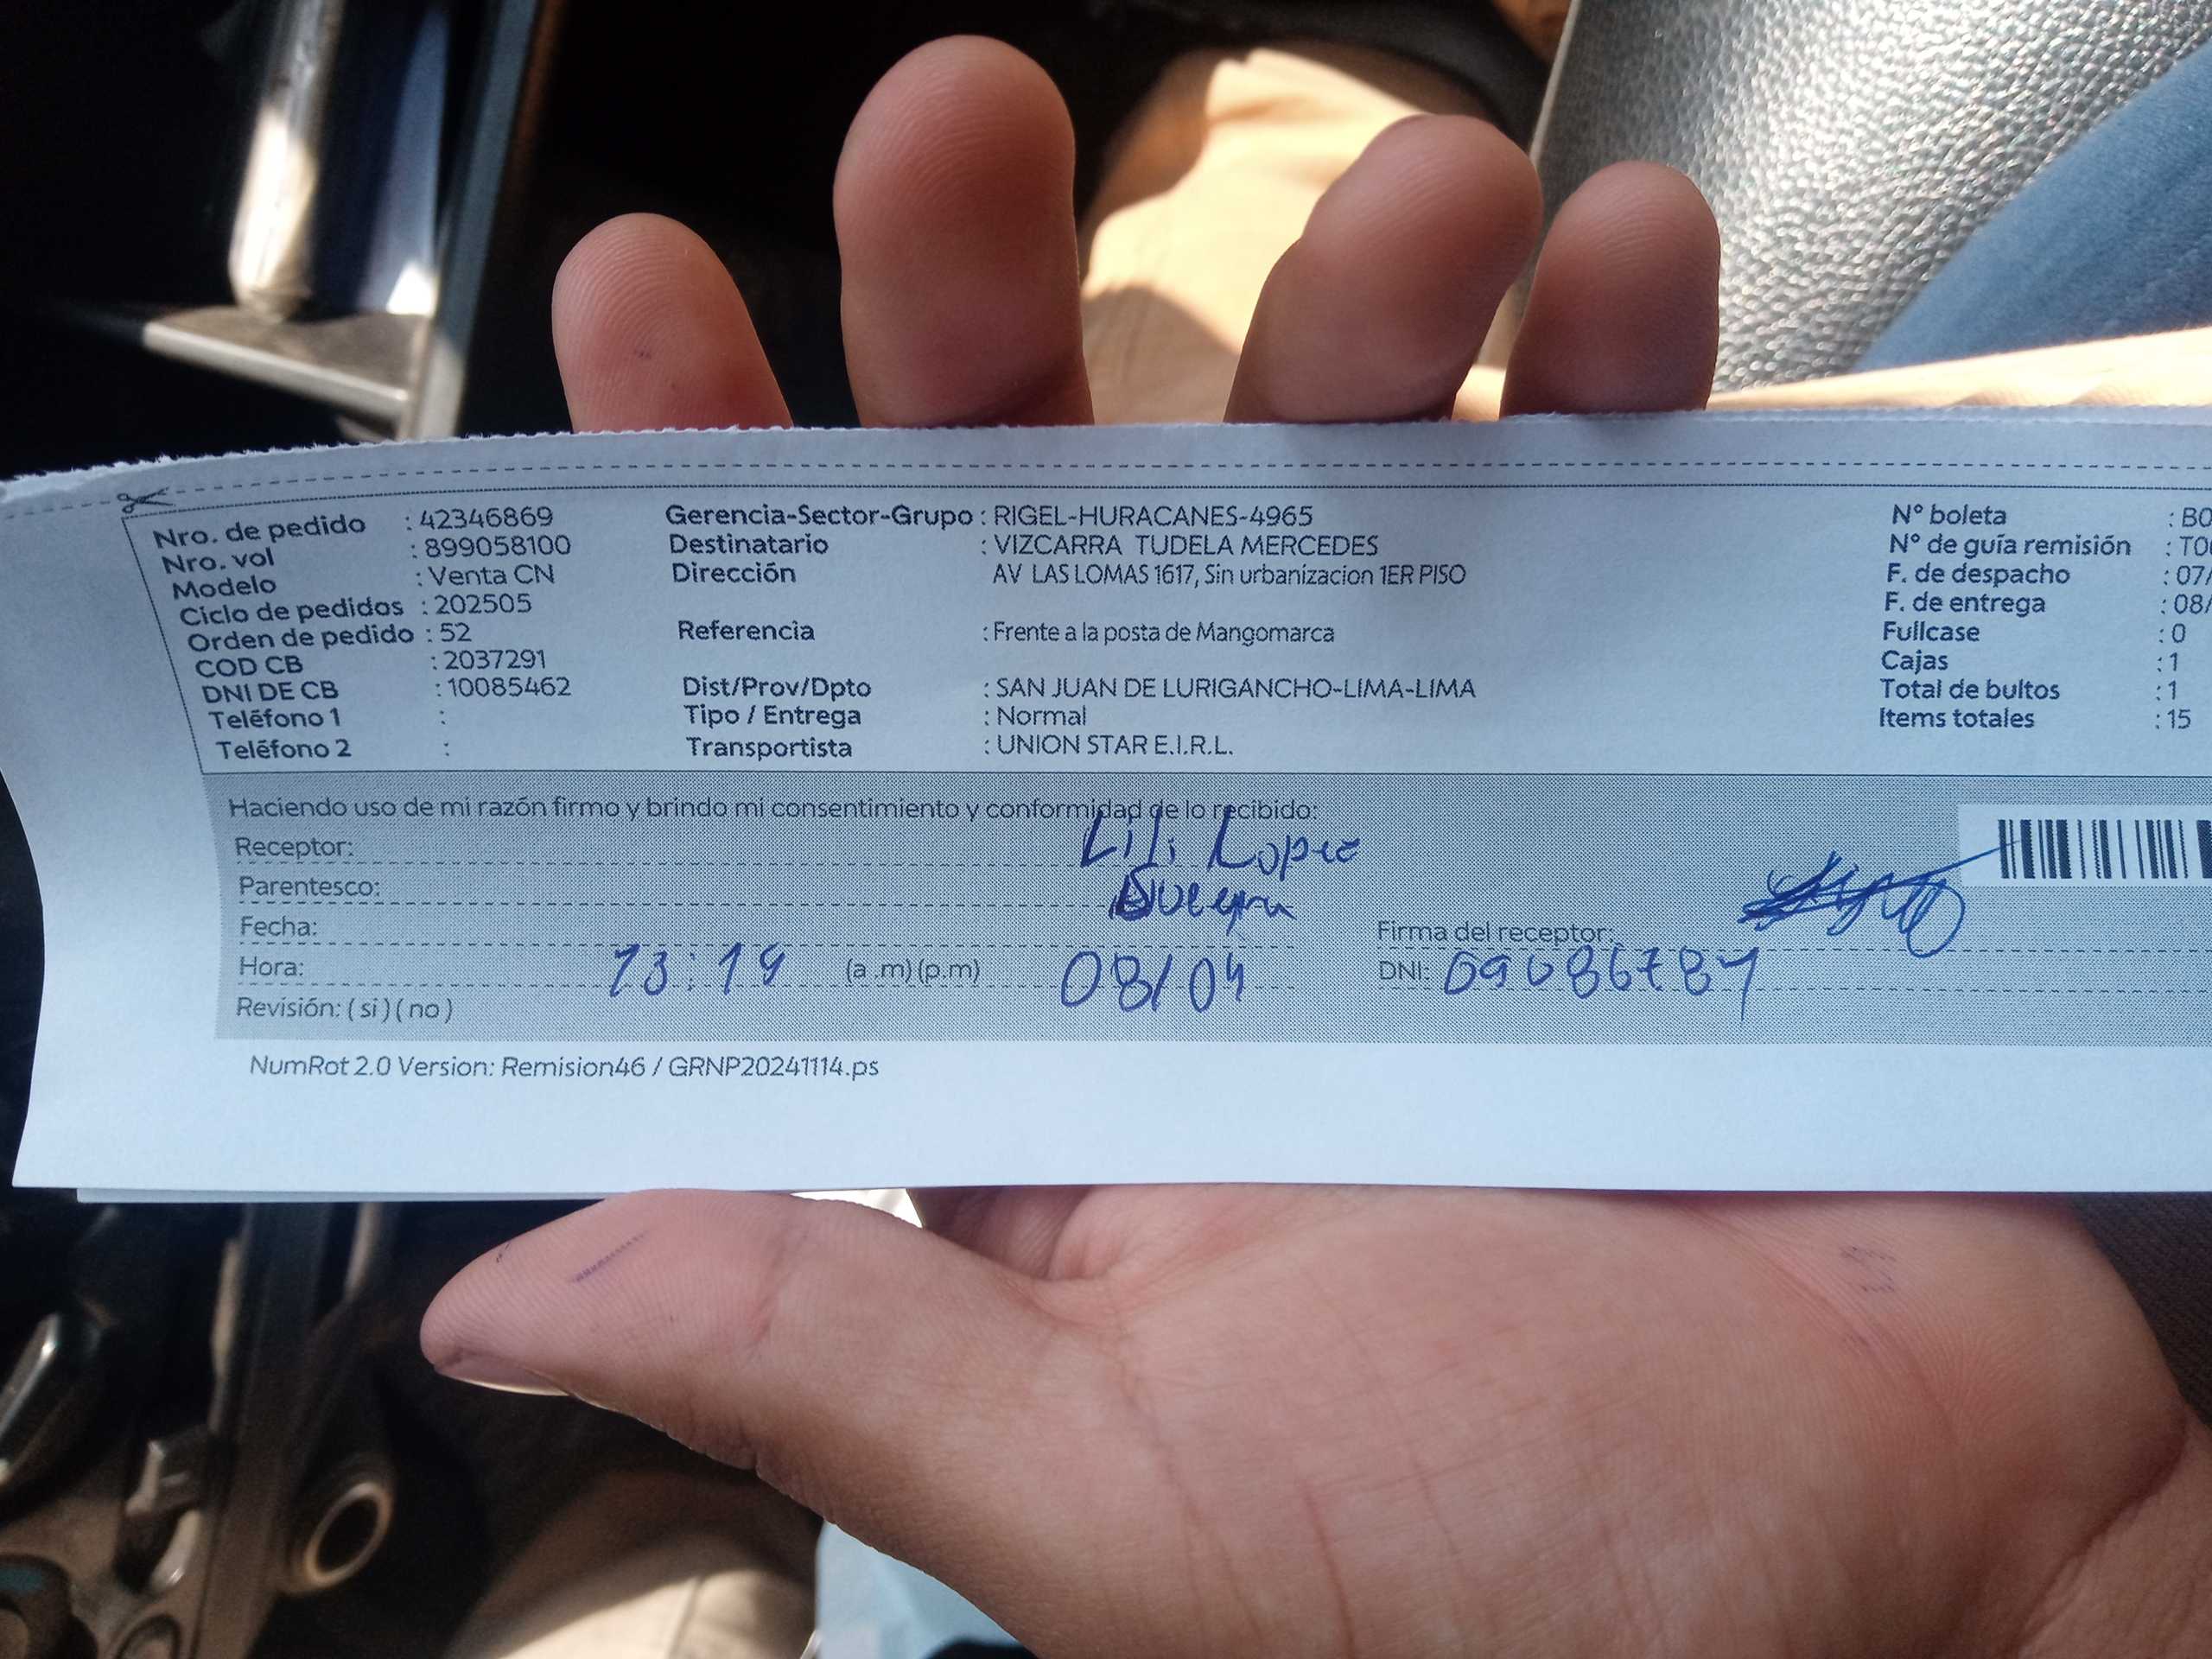 Nro. de pedido : 42346869
Nro. vol : 899058100
Modelo : Venta CN
Ciclo de pedidos : 202505
Orden de pedido : 52
COD CB : 2037291
DNI DE CB : 10085462
Teléfono 1 :
Teléfono 2 :
Gerencia-Sector-Grupo : RIGEL-HURACANES-4965
Destinatario : VIZCARRA TUDELA MERCEDES
Dirección AV LAS LOMAS 1617, Sin urbanizacion 1ER PISO
Referencia : Frente a la posta de Mangomarca
Dist/Prov/Dpto : SAN JUAN DE LURIGANCHO-LIMA-LIMA
Tipo / Entrega : Normal
Transportista : UNION STAR E.I.R.L.
N° boleta : B0
N° de guía remisión : T0
F. de despacho : 07/
F. de entrega : 08/
Fullcase : 0
Cajas : 1
Total de bultos : 1
Items totales : 15
Haciendo uso de mi razón firmo y brindo mi consentimiento y conformidad de lo recibido:
Receptor: Lili Lopez
Parentesco: Suegra
Fecha:
Firma del receptor:
Hora: 13:19 (a .m) (p.m) 08/04 DNI:
Revisión: ( si ) ( no )
NumRot 2.0 Version: Remision46 / GRNP20241114.ps